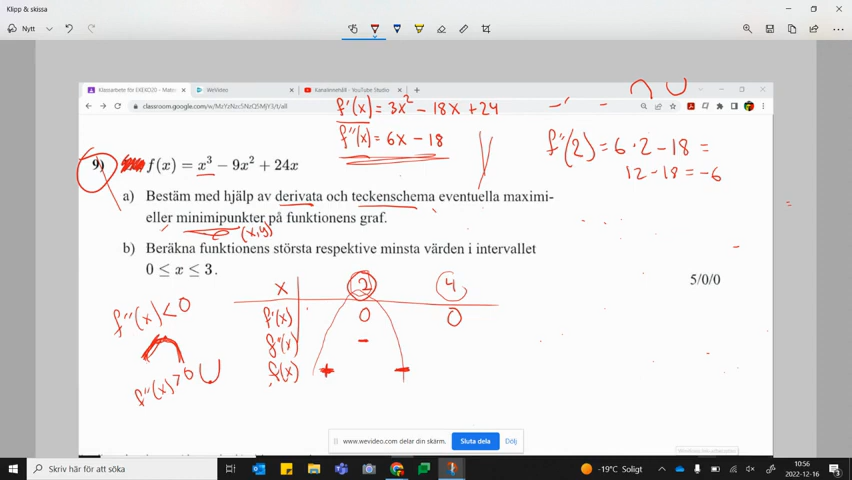 Klipp & skissa
Nytt
Klassarbete för EKEKO20 - Mate
WeVideo
Kanalinnehåll - YouTube Studio
classroom.google.com/w/MzYzNzc5NzQ5MjY3/t/all
f'(x) = 3x² - 18x + 24
f''(x) = 6x - 18
f''(2) = 6·2 - 18 =
12 - 18 = -6
9) f(x) = x³ − 9x² + 24x
a) Bestäm med hjälp av derivata och teckenschema eventuella maximi-
eller minimipunkter på funktionens graf.
(x,y)
b) Beräkna funktionens största respektive minsta värden i intervallet
0 ≤ x ≤ 3.
5/0/0
x 2 4
f'(x) 0 0
f''(x) -
f(x)
f''(x) < 0
f''(x) > 0
www.wevideo.com delar din skärm.
Sluta dela
Dölj
Skriv här för att söka
-19°C Soligt
10:56
2022-12-16